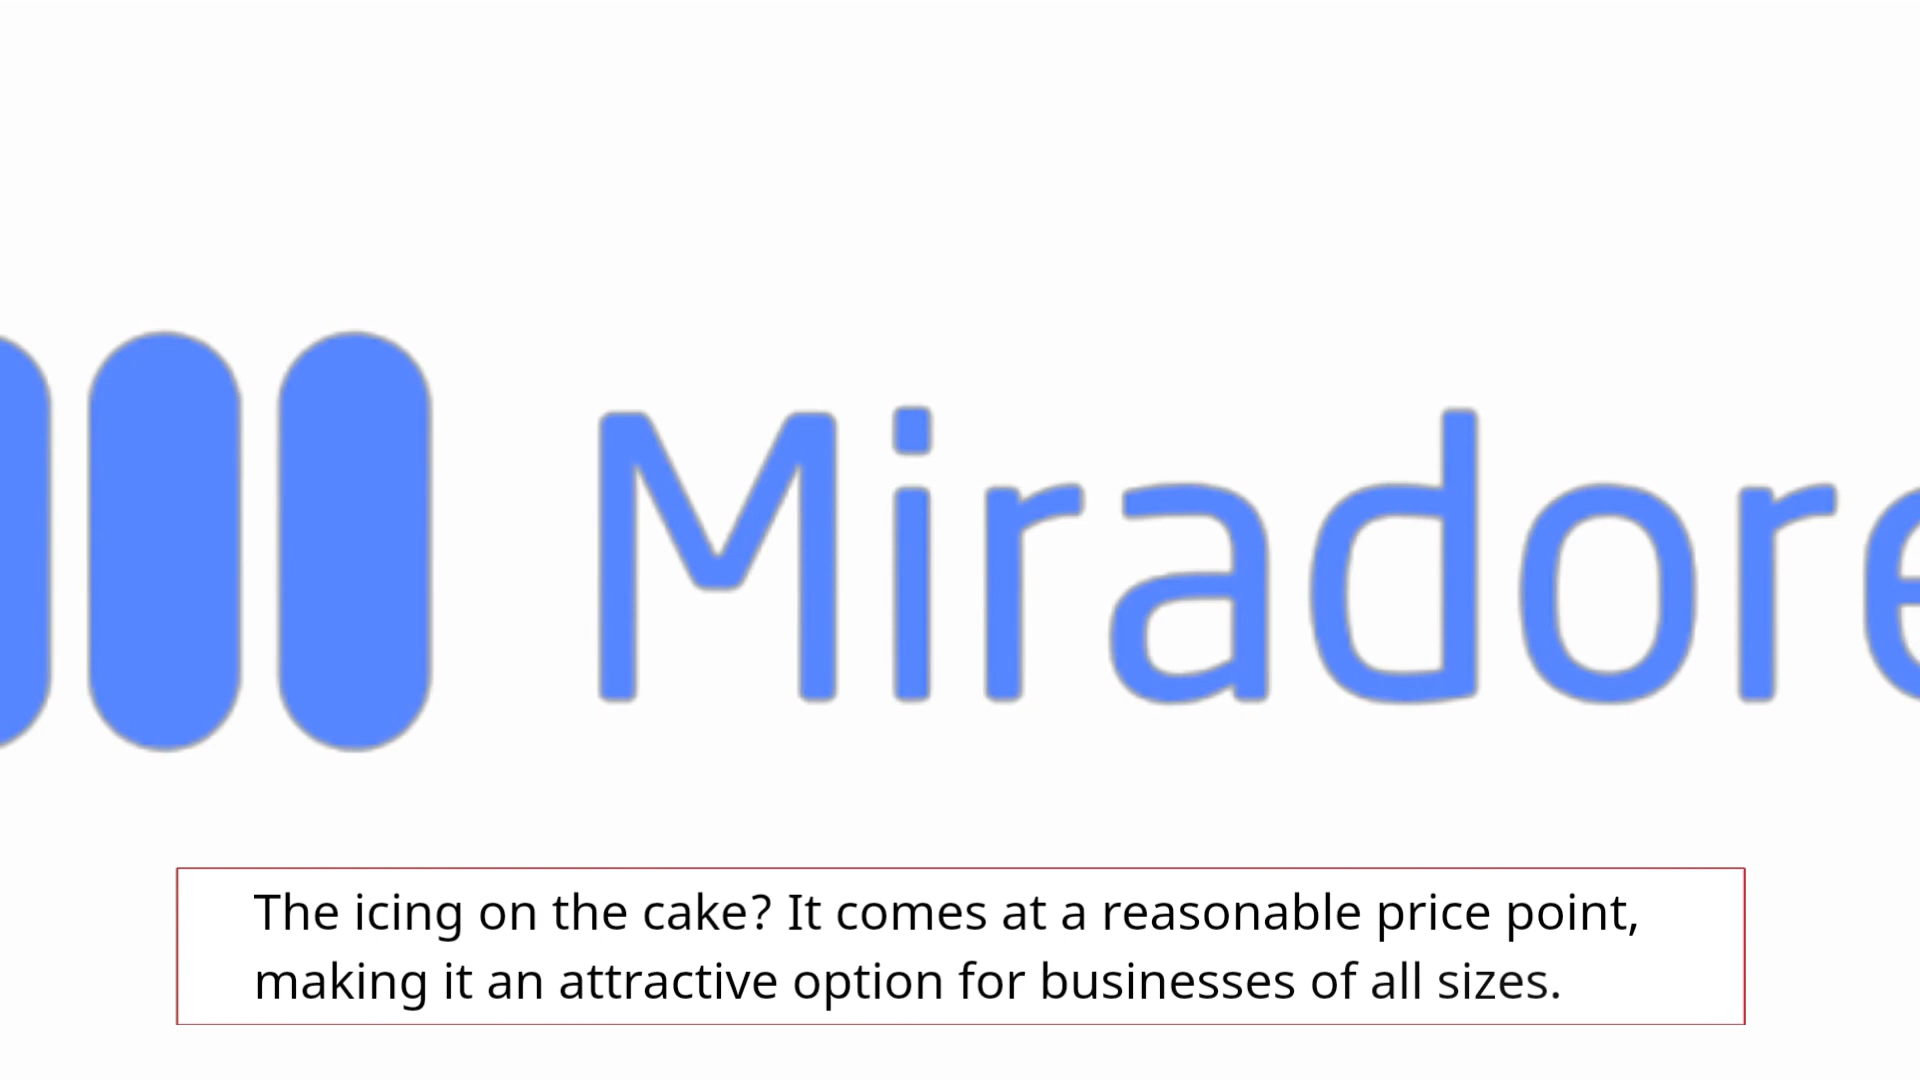 Miradore
The icing on the cake? It comes at a reasonable price point,
making it an attractive option for businesses of all sizes.